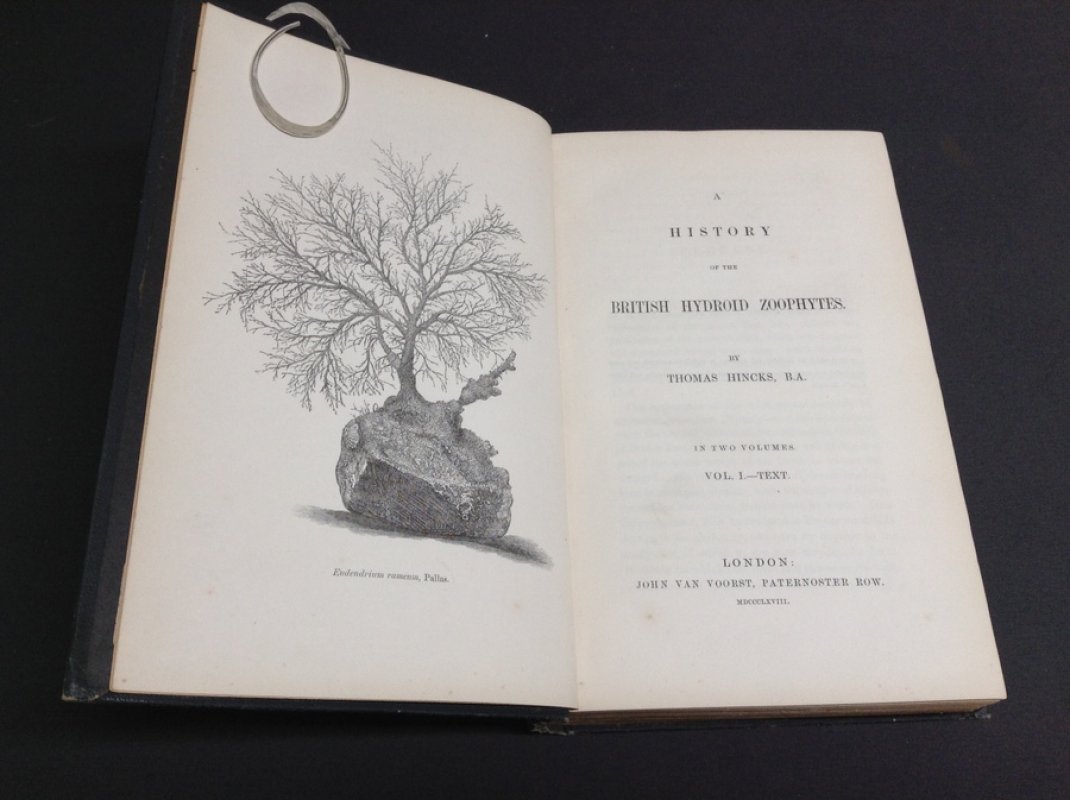 Eudendrium rameum, Pallas.
A
HISTORY
OF THE
BRITISH HYDROID ZOOPHYTES.
BY
THOMAS HINCKS, B.A.
IN TWO VOLUMES.
VOL. I.—TEXT.
LONDON:
JOHN VAN VOORST, PATERNOSTER ROW.
MDCCCLXVIII.